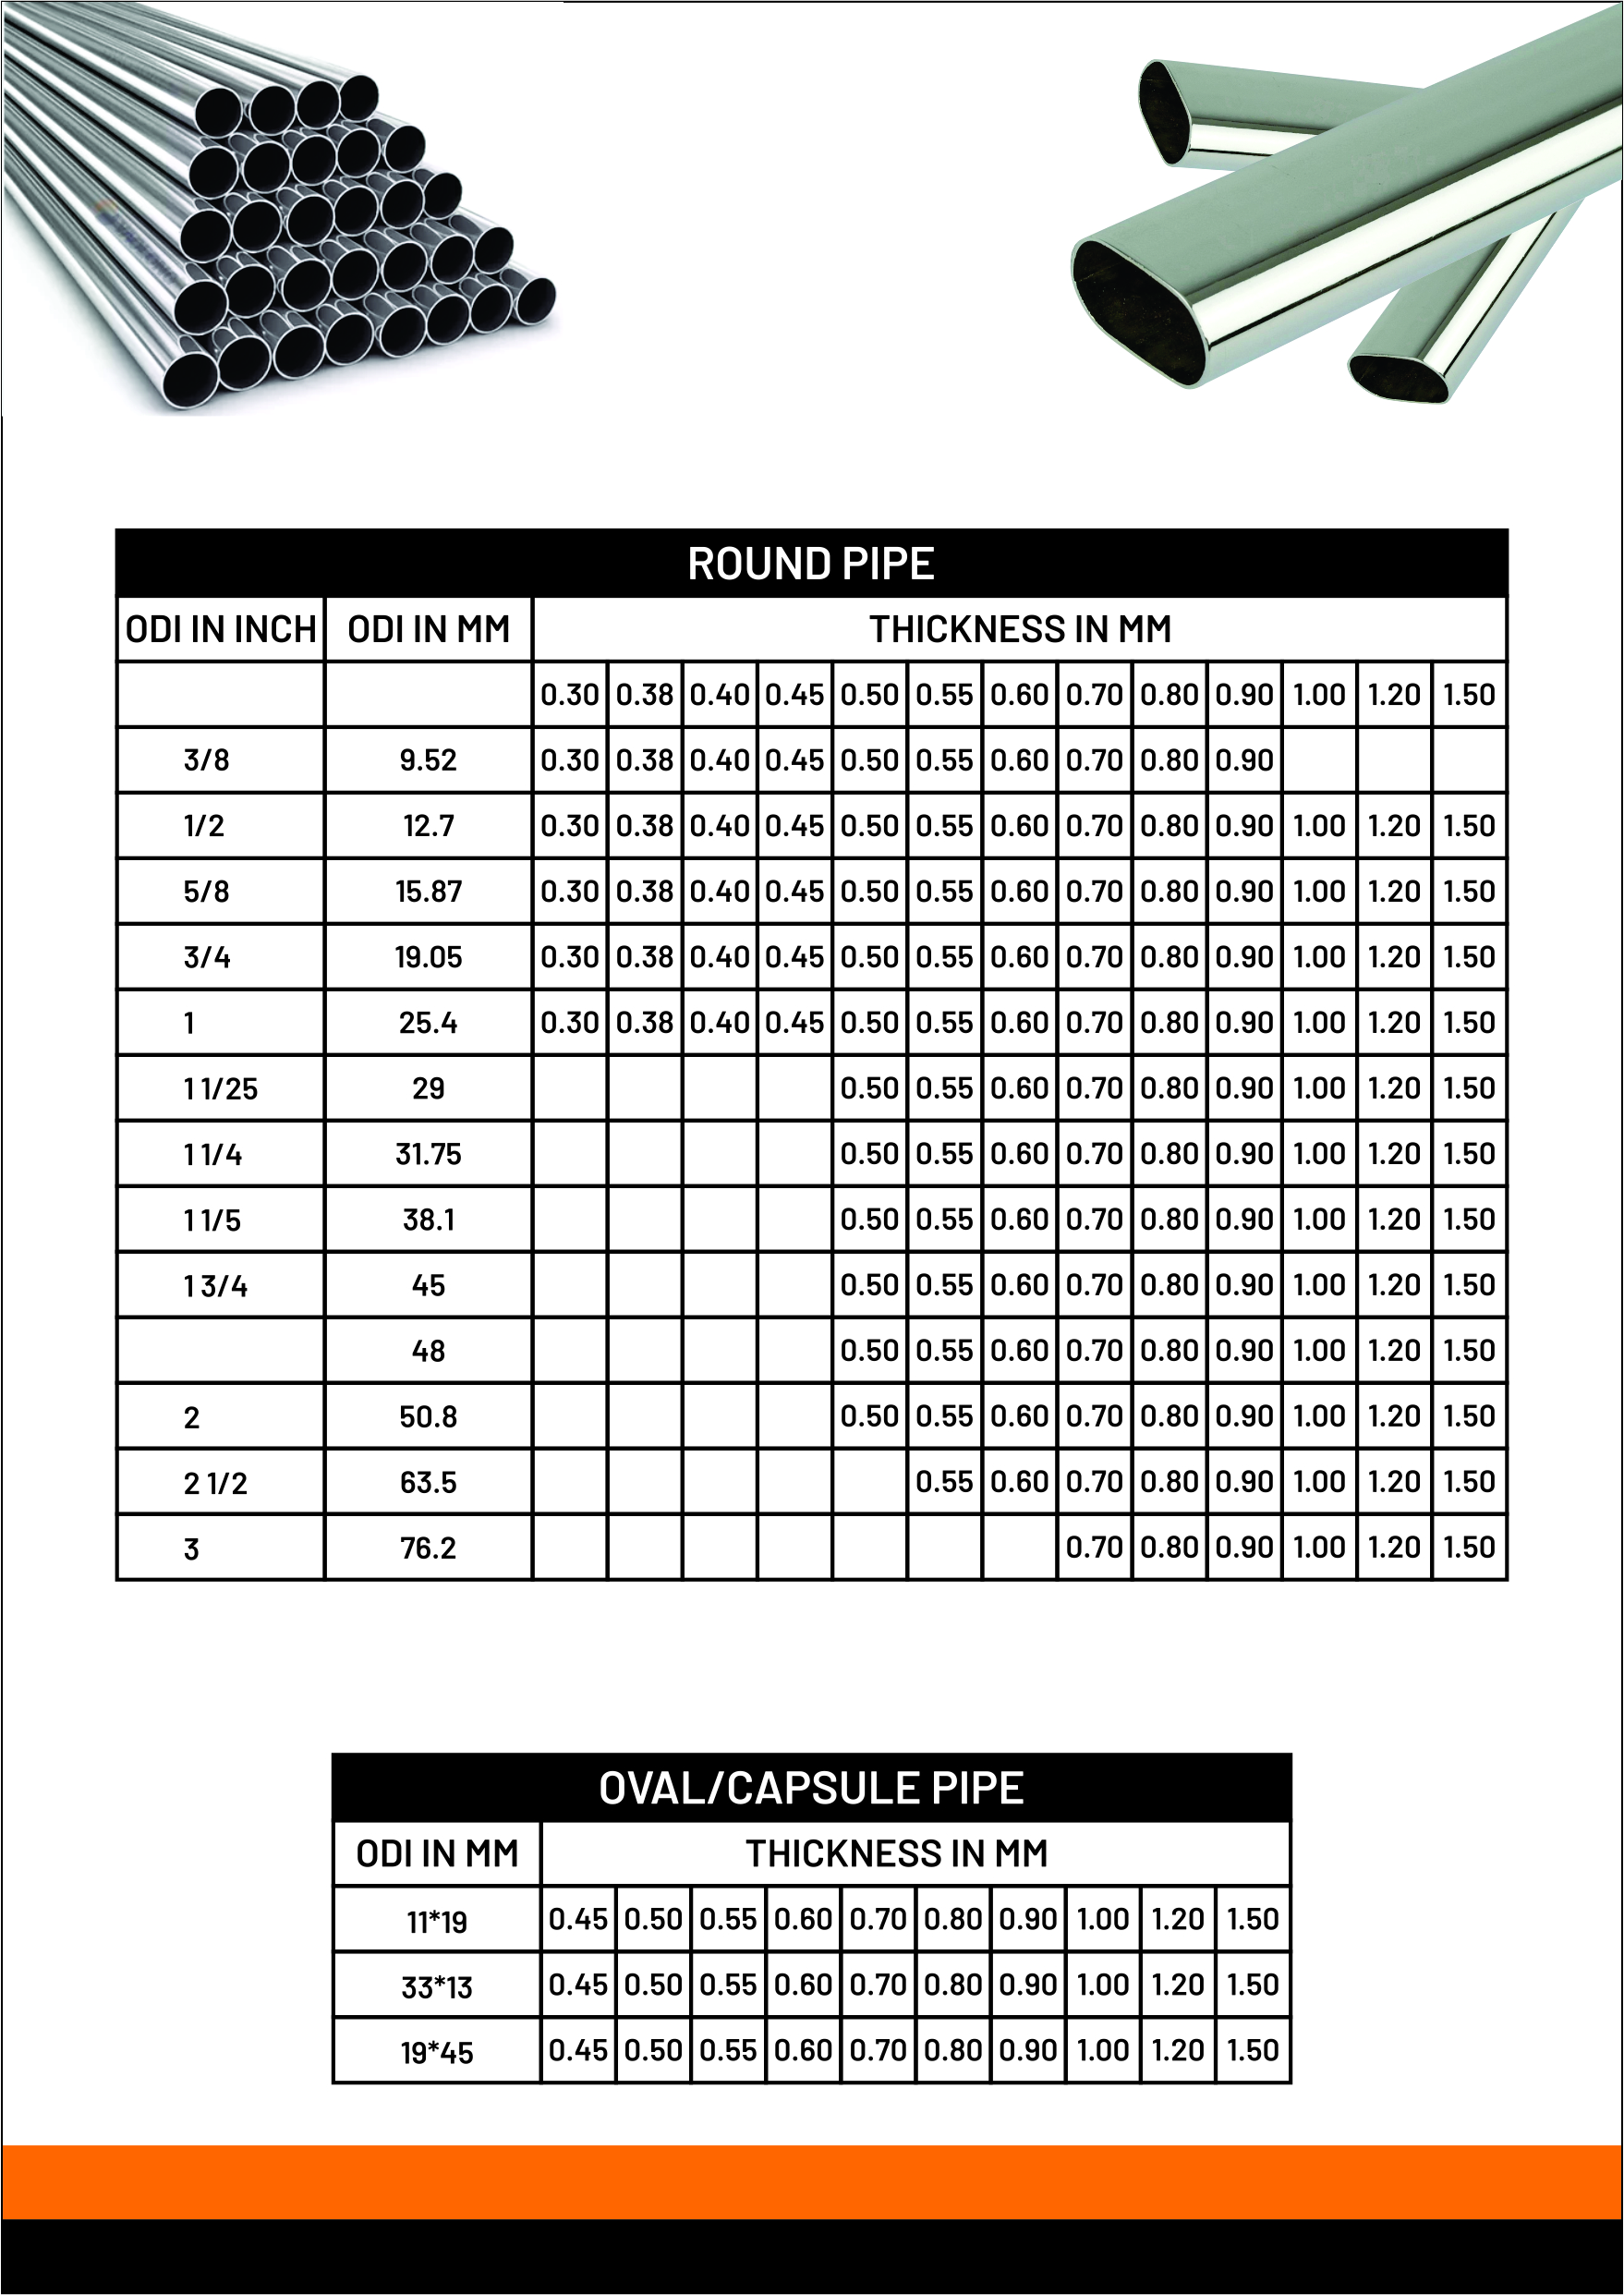 ROUND PIPE
ODI IN INCH ODI IN MM THICKNESS IN MM
0.30 0.38 0.40 0.45 0.50 0.55 0.60 0.70 0.80 0.90 1.00 1.20 1.50
3/8 9.52 0.30 0.38 0.40 0.45 0.50 0.55 0.60 0.70 0.80 0.90
1/2 12.7 0.30 0.38 0.40 0.45 0.50 0.55 0.60 0.70 0.80 0.90 1.00 1.20 1.50
5/8 15.87 0.30 0.38 0.40 0.45 0.50 0.55 0.60 0.70 0.80 0.90 1.00 1.20 1.50
3/4 19.05 0.30 0.38 0.40 0.45 0.50 0.55 0.60 0.70 0.80 0.90 1.00 1.20 1.50
1 25.4 0.30 0.38 0.40 0.45 0.50 0.55 0.60 0.70 0.80 0.90 1.00 1.20 1.50
1 1/25 29 0.50 0.55 0.60 0.70 0.80 0.90 1.00 1.20 1.50
1 1/4 31.75 0.50 0.55 0.60 0.70 0.80 0.90 1.00 1.20 1.50
1 1/5 38.1 0.50 0.55 0.60 0.70 0.80 0.90 1.00 1.20 1.50
1 3/4 45 0.50 0.55 0.60 0.70 0.80 0.90 1.00 1.20 1.50
48 0.50 0.55 0.60 0.70 0.80 0.90 1.00 1.20 1.50
2 50.8 0.50 0.55 0.60 0.70 0.80 0.90 1.00 1.20 1.50
2 1/2 63.5 0.55 0.60 0.70 0.80 0.90 1.00 1.20 1.50
3 76.2 0.70 0.80 0.90 1.00 1.20 1.50
OVAL/CAPSULE PIPE
ODI IN MM THICKNESS IN MM
11*19 0.45 0.50 0.55 0.60 0.70 0.80 0.90 1.00 1.20 1.50
33*13 0.45 0.50 0.55 0.60 0.70 0.80 0.90 1.00 1.20 1.50
19*45 0.45 0.50 0.55 0.60 0.70 0.80 0.90 1.00 1.20 1.50